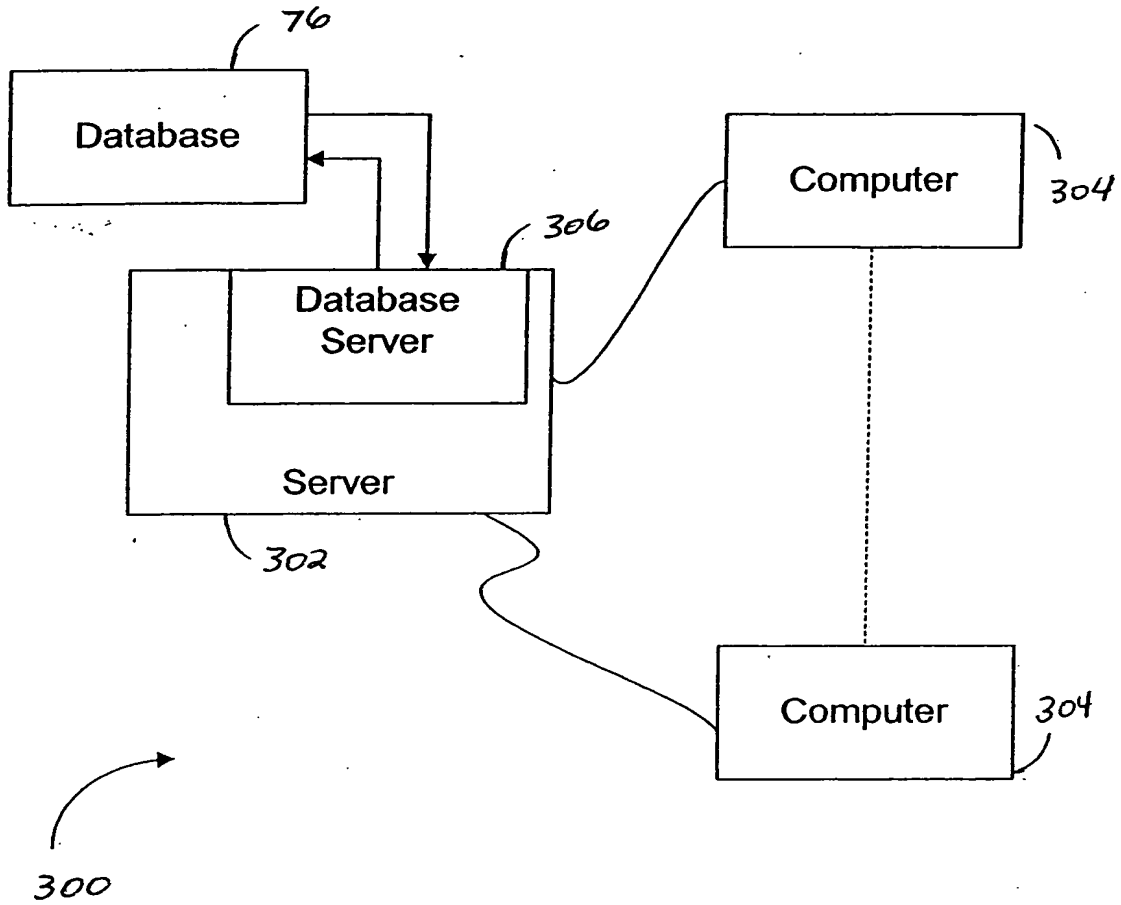 76
Database
Computer
304
306
Database
Server
Server
302
Computer
304
300